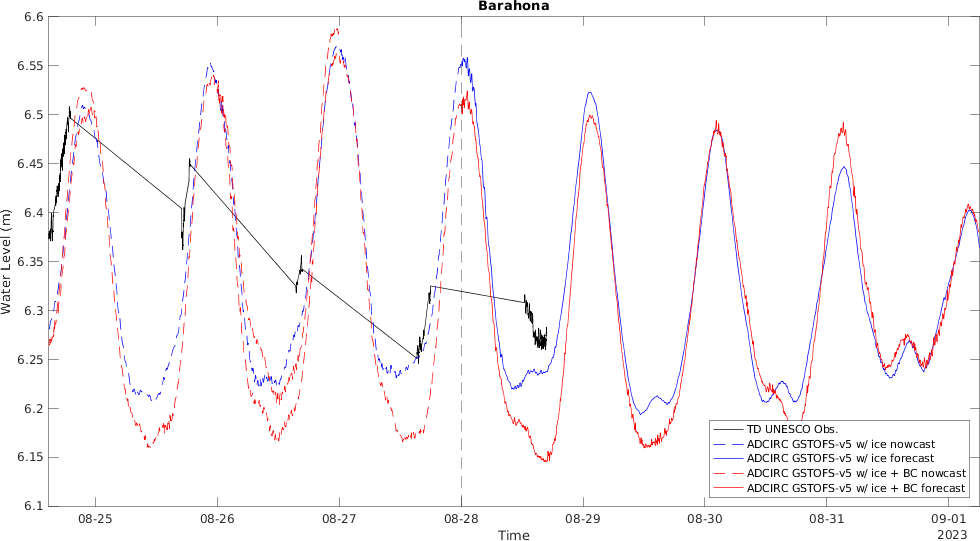 Barahona
6.6
6.55
6.5
6.45
6.4
6.35
6.3
6.25
6.2
6.15
6.1
Water Level (m)
TD UNESCO Obs.
ADCIRC GSTOFS-v5 w/ ice nowcast
ADCIRC GSTOFS-v5 w/ ice forecast
ADCIRC GSTOFS-v5 w/ ice + BC nowcast
ADCIRC GSTOFS-v5 w/ ice + BC forecast
08-25 08-26 08-27 08-28 08-29 08-30 08-31 09-01
Time
2023